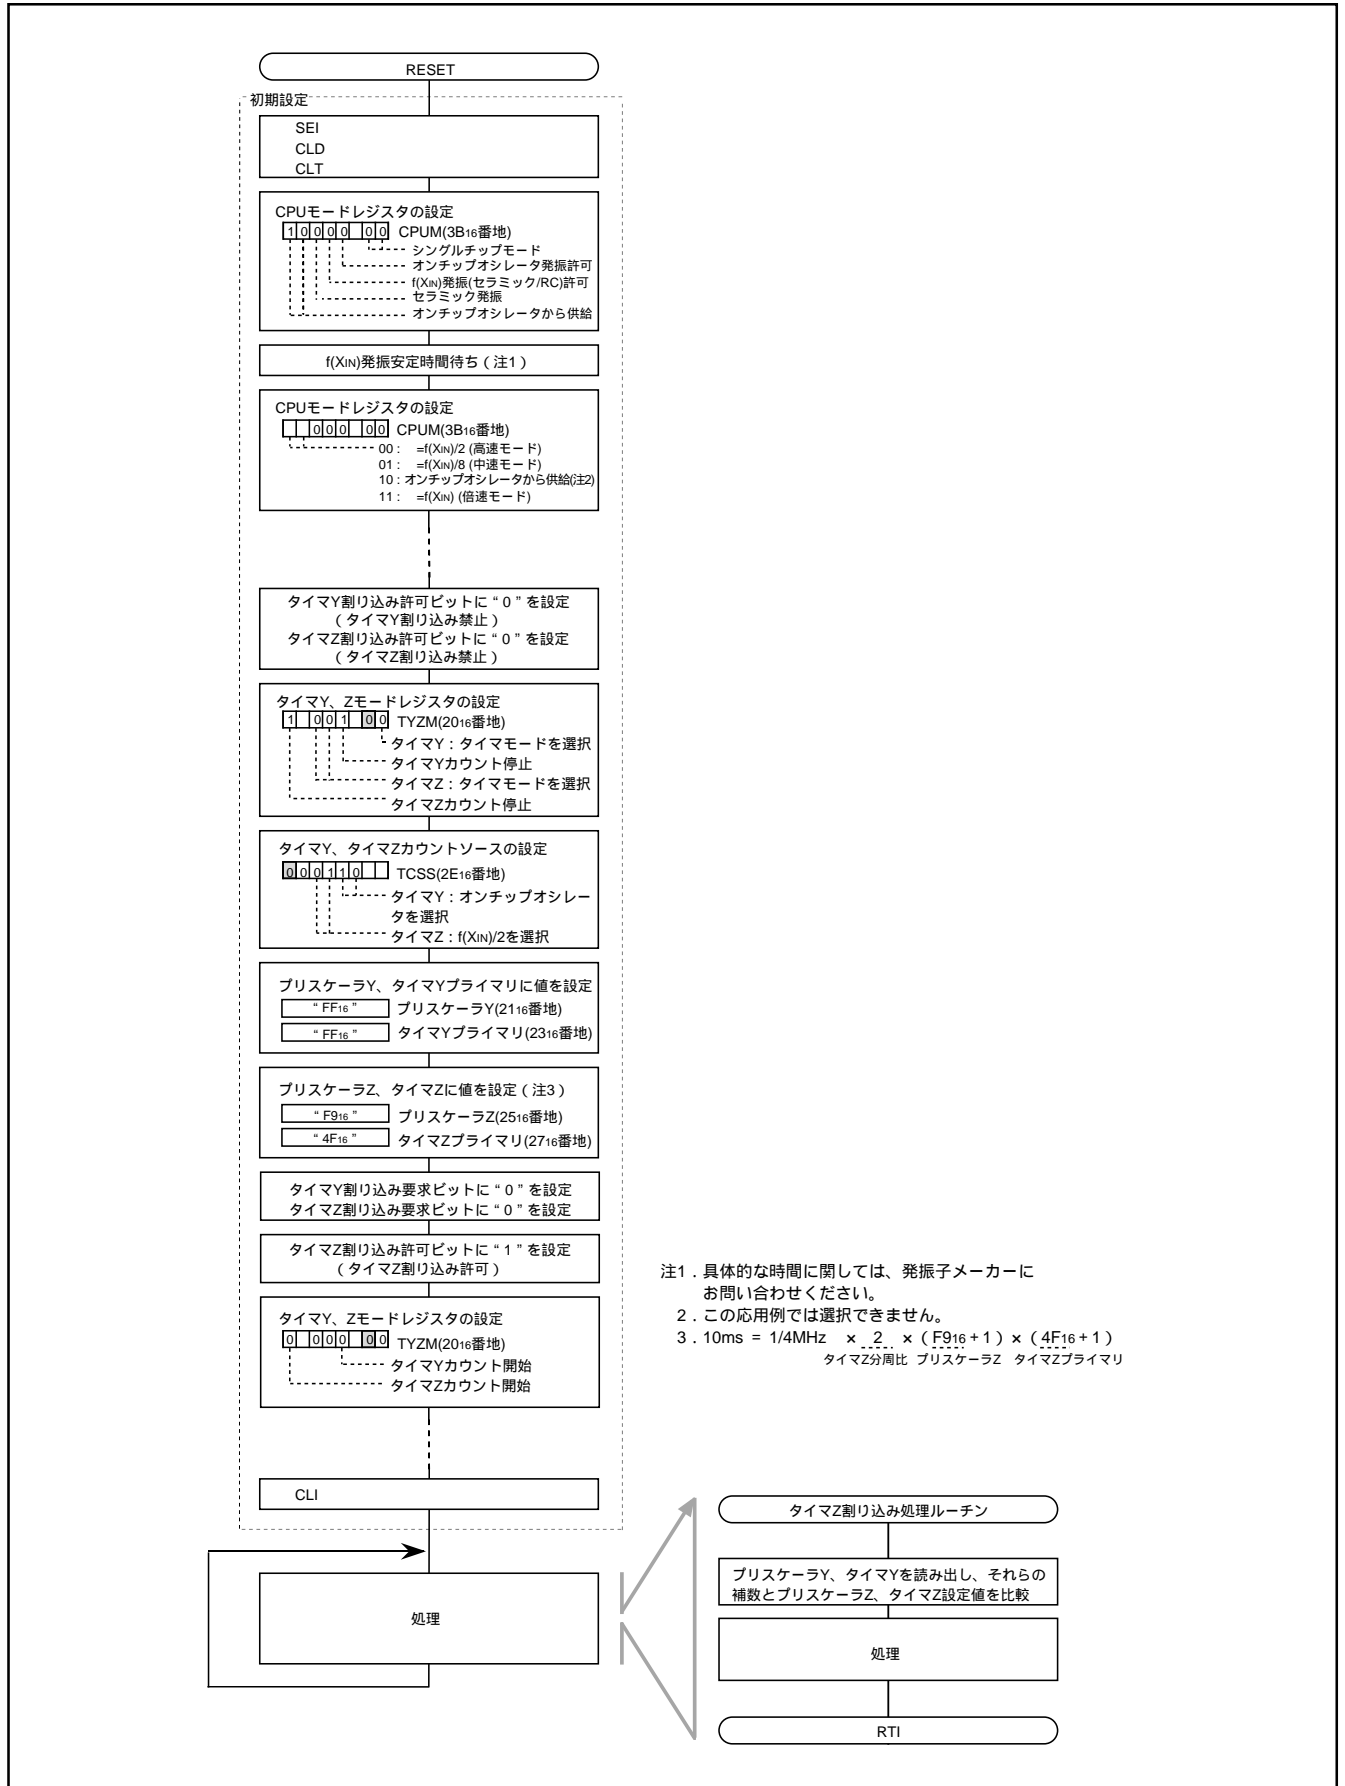 RESET
初期設定
SEI
CLD
CLT
CPUモードレジスタの設定
1 0 0 0 0 0 0 CPUM(3B16番地)
シングルチップモード
オンチップオシレータ発振許可
f(XIN)発振(セラミック/RC)許可
セラミック発振
オンチップオシレータから供給
f(XIN)発振安定時間待ち(注1)
CPUモードレジスタの設定
0 0 0 0 0 CPUM(3B16番地)
00 : =f(XIN)/2 (高速モード)
01 : =f(XIN)/8 (中速モード)
10 : オンチップオシレータから供給(注2)
11 : =f(XIN) (倍速モード)
タイマY割り込み許可ビットに“0”を設定
(タイマY割り込み禁止)
タイマZ割り込み許可ビットに“0”を設定
(タイマZ割り込み禁止)
タイマY、Zモードレジスタの設定
1 0 0 1 0 0 TYZM(2016番地)
タイマY:タイマモードを選択
タイマYカウント停止
タイマZ:タイマモードを選択
タイマZカウント停止
タイマY、タイマZカウントソースの設定
0 0 0 1 1 0 TCSS(2E16番地)
タイマY:オンチップオシレー
タを選択
タイマZ:f(XIN)/2を選択
プリスケーラY、タイマYプライマリに値を設定
“FF16” プリスケーラY(2116番地)
“FF16” タイマYプライマリ(2316番地)
プリスケーラZ、タイマZに値を設定(注3)
“F916” プリスケーラZ(2516番地)
“4F16” タイマZプライマリ(2716番地)
タイマY割り込み要求ビットに“0”を設定
タイマZ割り込み要求ビットに“0”を設定
タイマZ割り込み許可ビットに“1”を設定
(タイマZ割り込み許可)
タイマY、Zモードレジスタの設定
0 0 0 0 0 0 TYZM(2016番地)
タイマYカウント開始
タイマZカウント開始
CLI
処理
注1.具体的な時間に関しては、発振子メーカーに
お問い合わせください。
2.この応用例では選択できません。
3.10ms = 1/4MHz × 2 ×(F916+1)×(4F16+1)
タイマZ分周比 プリスケーラZ タイマZプライマリ
タイマZ割り込み処理ルーチン
プリスケーラY、タイマYを読み出し、それらの
補数とプリスケーラZ、タイマZ設定値を比較
処理
RTI